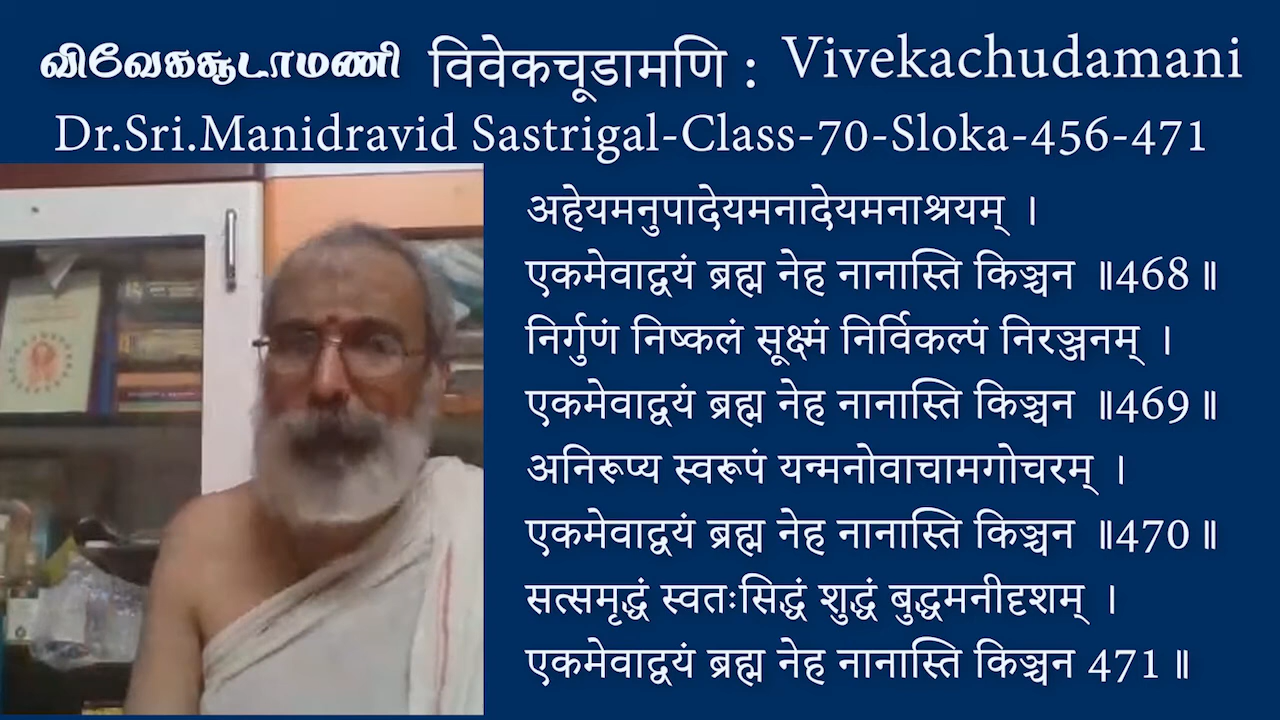 விவேகசூடாமணி विवेकचूडामणि : Vivekachudamani
Dr.Sri.Manidravid Sastrigal-Class-70-Sloka-456-471
अहेयमनुपादेयमनादेयमनाश्रयम् ।
एकमेवाद्वयं ब्रह्म नेह नानास्ति किञ्चन ॥468॥
निर्गुणं निष्कलं सूक्ष्मं निर्विकल्पं निरञ्जनम् ।
एकमेवाद्वयं ब्रह्म नेह नानास्ति किञ्चन ॥469॥
अनिरूप्य स्वरूपं यन्मनोवाचामगोचरम् ।
एकमेवाद्वयं ब्रह्म नेह नानास्ति किञ्चन ॥470॥
सत्समृद्धं स्वतःसिद्धं शुद्धं बुद्धमनीदृशम् ।
एकमेवाद्वयं ब्रह्म नेह नानास्ति किञ्चन 471॥